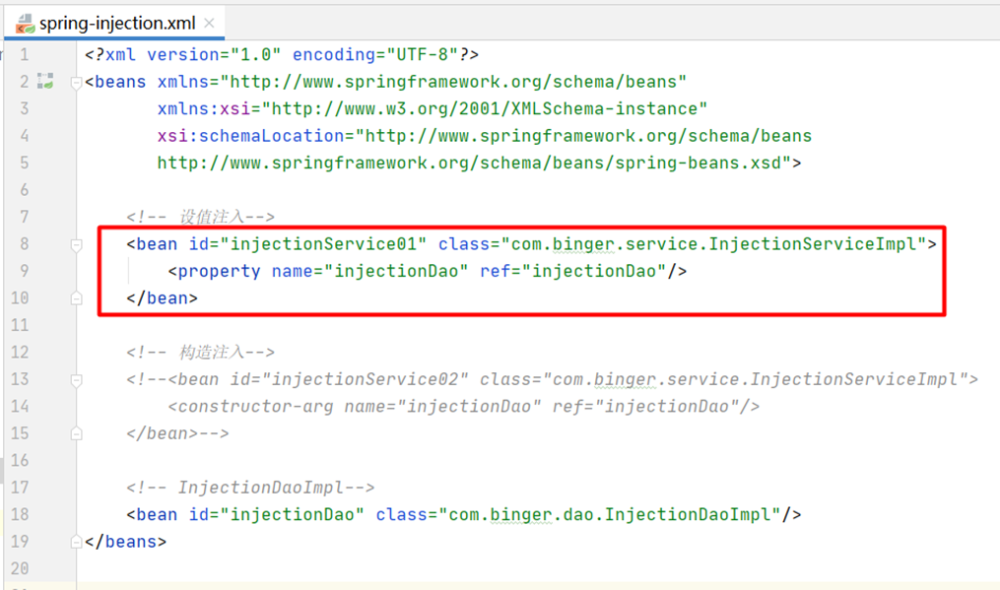 spring-injection.xml
1 <?xml version="1.0" encoding="UTF-8"?>
2 <beans xmlns="http://www.springframework.org/schema/beans"
3 xmlns:xsi="http://www.w3.org/2001/XMLSchema-instance"
4 xsi:schemaLocation="http://www.springframework.org/schema/beans
5 http://www.springframework.org/schema/beans/spring-beans.xsd">
6
7 <!-- 设值注入-->
8 <bean id="injectionService01" class="com.binger.service.InjectionServiceImpl">
9 <property name="injectionDao" ref="injectionDao"/>
10 </bean>
11
12 <!-- 构造注入-->
13 <!--<bean id="injectionService02" class="com.binger.service.InjectionServiceImpl">
14 <constructor-arg name="injectionDao" ref="injectionDao"/>
15 </bean>-->
16
17 <!-- InjectionDaoImpl-->
18 <bean id="injectionDao" class="com.binger.dao.InjectionDaoImpl"/>
19 </beans>
20